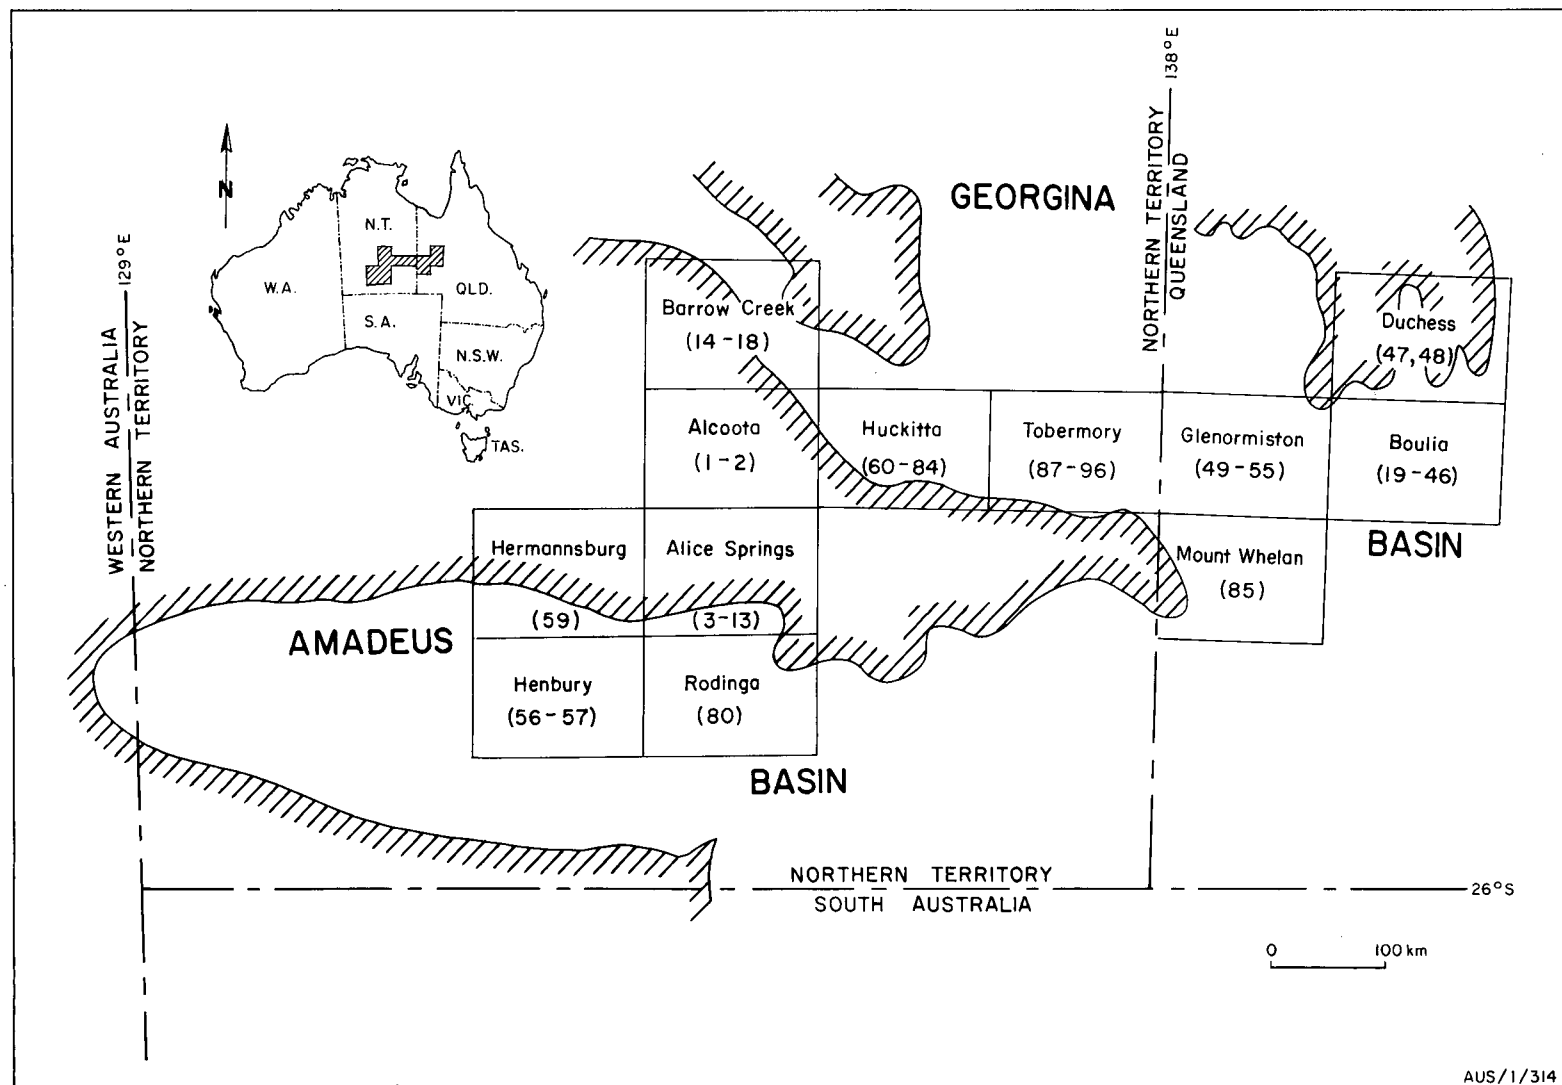 GEORGINA
NORTHERN TERRITORY
QUEENSLAND
138°E
129°E
WESTERN AUSTRALIA
NORTHERN TERRITORY
N
N.T.
W.A.
QLD.
S.A.
N.S.W.
VIC.
TAS.
Barrow Creek
(14-18)
Duchess
(47,48)
Alcoota
(1-2)
Huckitta
(60-84)
Tobermory
(87-96)
Glenormiston
(49-55)
Boulia
(19-46)
BASIN
Hermannsburg
(59)
Alice Springs
(3-13)
Mount Whelan
(85)
AMADEUS
Henbury
(56-57)
Rodinga
(80)
BASIN
NORTHERN TERRITORY
SOUTH AUSTRALIA
26°S
0 100 km
AUS/1/314